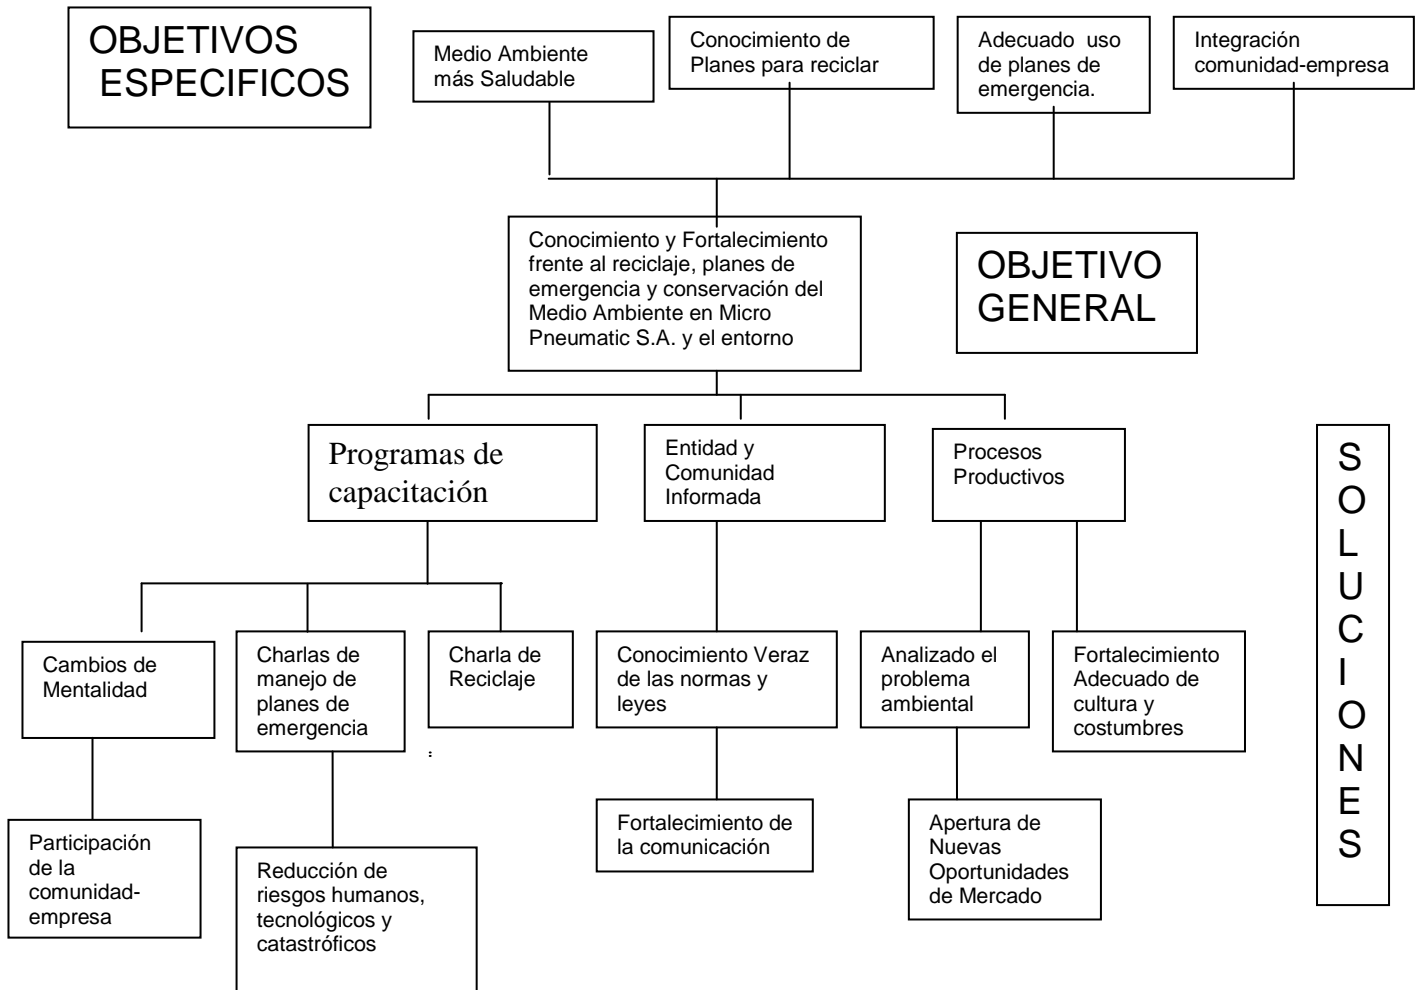 OBJETIVOS
ESPECIFICOS
Medio Ambiente
más Saludable
Conocimiento de
Planes para reciclar
Adecuado uso
de planes de
emergencia.
Integración
comunidad-empresa
Conocimiento y Fortalecimiento
frente al reciclaje, planes de
emergencia y conservación del
Medio Ambiente en Micro
Pneumatic S.A. y el entorno
OBJETIVO
GENERAL
Programas de
capacitación
Entidad y
Comunidad
Informada
Procesos
Productivos
S
O
L
U
C
I
O
N
E
S
Cambios de
Mentalidad
Charlas de
manejo de
planes de
emergencia
Charla de
Reciclaje
:
Conocimiento Veraz
de las normas y
leyes
Analizado el
problema
ambiental
Fortalecimiento
Adecuado de
cultura y
costumbres
Participación
de la
comunidad-
empresa
Reducción de
riesgos humanos,
tecnológicos y
catastróficos
Fortalecimiento de
la comunicación
Apertura de
Nuevas
Oportunidades
de Mercado